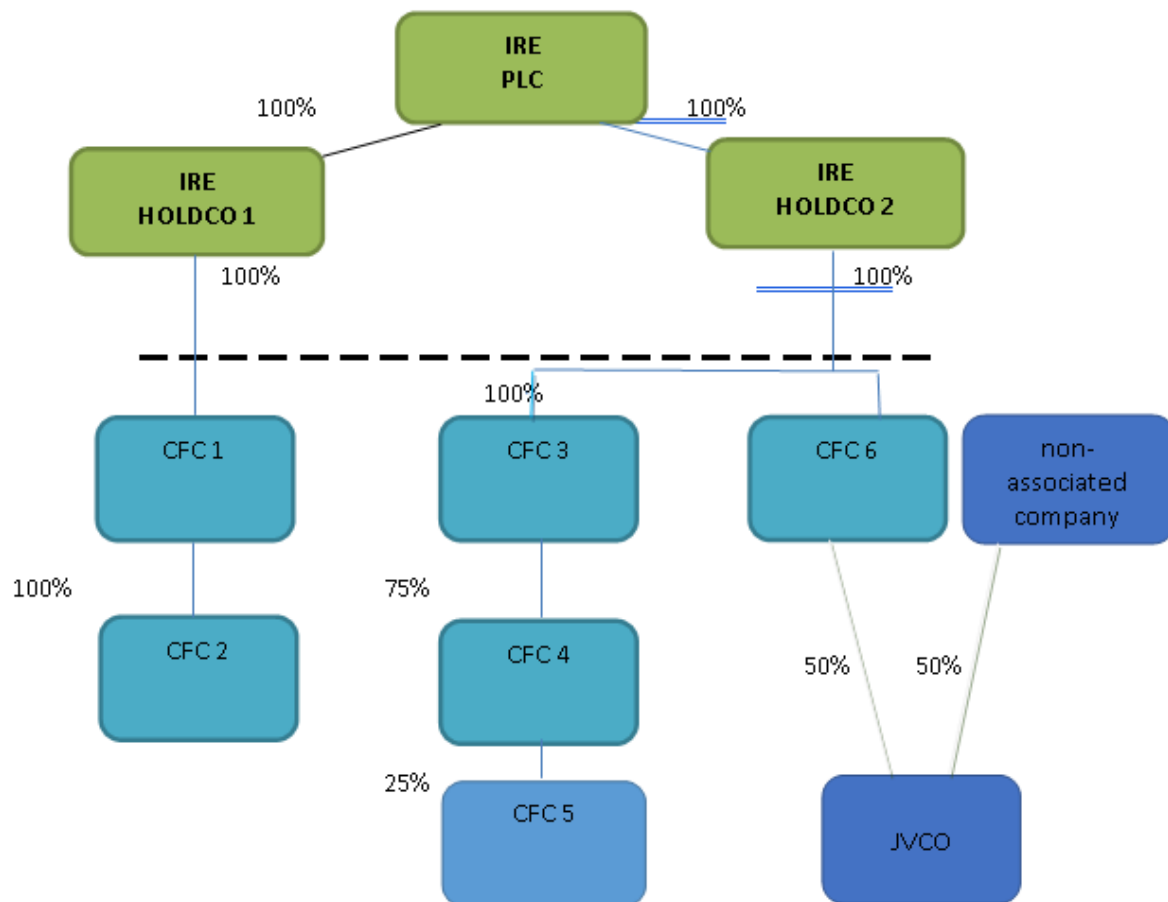 IRE
PLC
100%
100%
IRE
HOLDCO 1
IRE
HOLDCO 2
100%
100%
100%
CFC 1
CFC 3
CFC 6
non-
associated
company
100%
75%
CFC 2
CFC 4
50%
50%
25%
CFC 5
JVCO